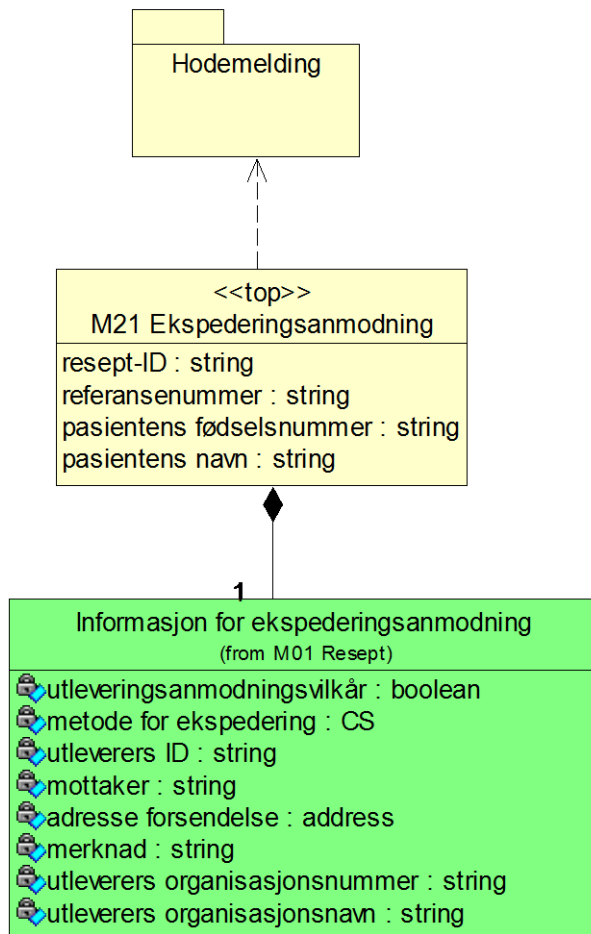 Hodemelding
<<top>>
M21 Ekspederingsanmodning
resept-ID : string
referansenummer : string
pasientens fødselsnummer : string
pasientens navn : string
1
Informasjon for ekspederingsanmodning
(from M01 Resept)
utleveringsanmodningsvilkår : boolean
metode for ekspedering : CS
utleverers ID : string
mottaker : string
adresse forsendelse : address
merknad : string
utleverers organisasjonsnummer : string
utleverers organisasjonsnavn : string